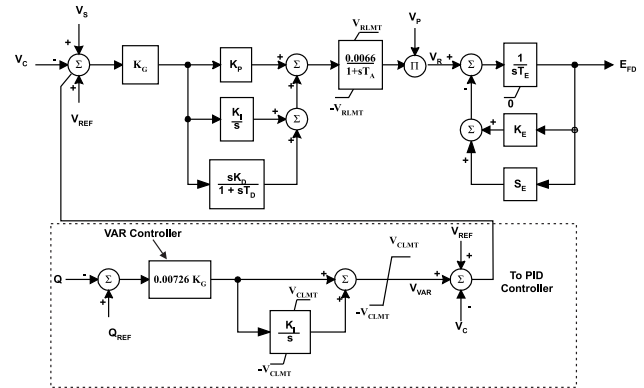 V_S
V_C
-
+
Σ
+
V_REF
K_G
K_P
K_I
s
sK_D
1 + sT_D
+
Σ
+
+
Σ
+
V_RLMT
0.0066
1+sT_A
-V_RLMT
V_P
Π
V_R
+
Σ
-
1
sT_E
0
E_FD
Σ
+
+
K_E
S_E
VAR Controller
Q
-
Σ
+
Q_REF
0.00726 K_G
V_CLMT
K_I
s
-V_CLMT
+
Σ
+
V_CLMT
-V_CLMT
V_VAR
V_REF
+
+
Σ
-
V_C
To PID
Controller